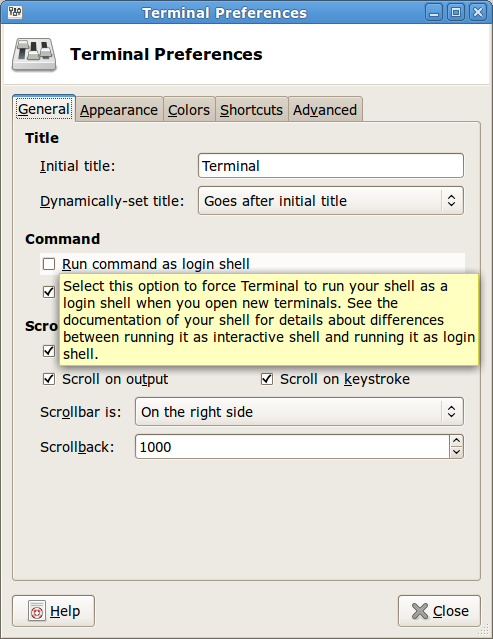 Terminal Preferences
Terminal Preferences
General Appearance Colors Shortcuts Advanced
Title
Initial title: Terminal
Dynamically-set title: Goes after initial title
Command
Run command as login shell
Select this option to force Terminal to run your shell as a
login shell when you open new terminals. See the
documentation of your shell for details about differences
between running it as interactive shell and running it as login
shell.
Scroll on output Scroll on keystroke
Scrollbar is: On the right side
Scrollback: 1000
Help Close